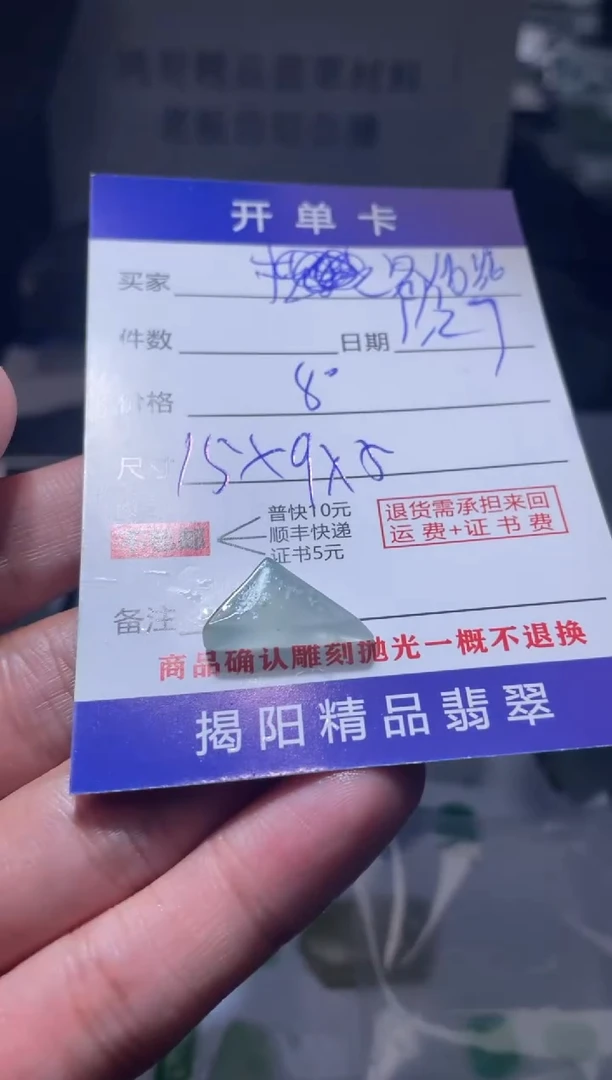 开单卡
买家
件数 日期 1,27
价格 8
尺寸 15×9×5
普快10元
顺丰快递
证书5元
退货需承担来回
运费+证书费
备注
商品确认雕刻抛光一概不退换
揭阳精品翡翠